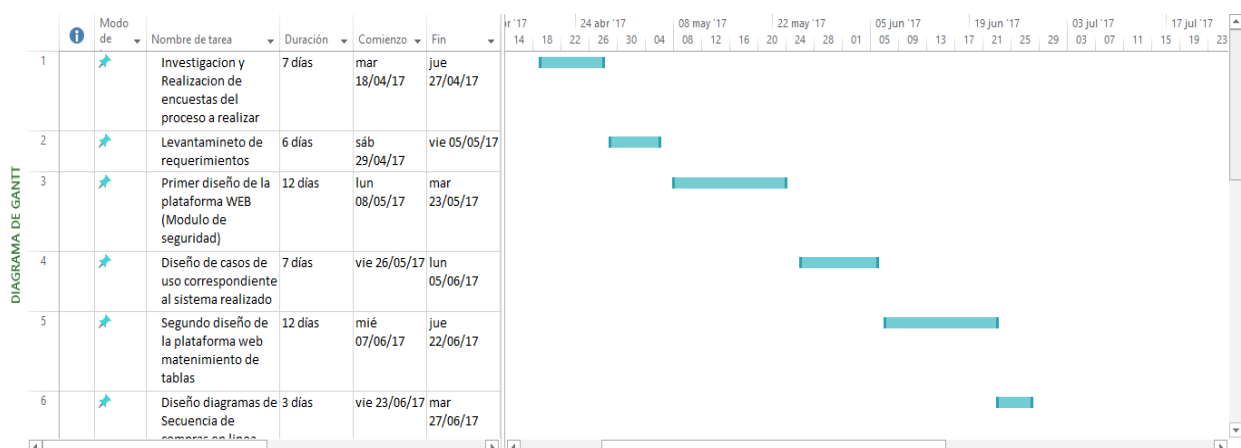 DIAGRAMA DE GANTT
Modo
de
Nombre de tarea
Duración
Comienzo
Fin
r '17
24 abr '17
08 may '17
22 may '17
05 jun '17
19 jun '17
03 jul '17
17 jul '17
14 18 22 26 30 04 08 12 16 20 24 28 01 05 09 13 17 21 25 29 03 07 11 15 19 23
1
Investigacion y
Realizacion de
encuestas del
proceso a realizar
7 días
mar
18/04/17
jue
27/04/17
2
Levantamineto de
requerimientos
6 días
sáb
29/04/17
vie 05/05/17
3
Primer diseño de la
plataforma WEB
(Modulo de
seguridad)
12 días
lun
08/05/17
mar
23/05/17
4
Diseño de casos de
uso correspondiente
al sistema realizado
7 días
vie 26/05/17
lun
05/06/17
5
Segundo diseño de
la plataforma web
matenimiento de
tablas
12 días
mié
07/06/17
jue
22/06/17
6
Diseño diagramas de
Secuencia de
compras en linea
3 días
vie 23/06/17
mar
27/06/17